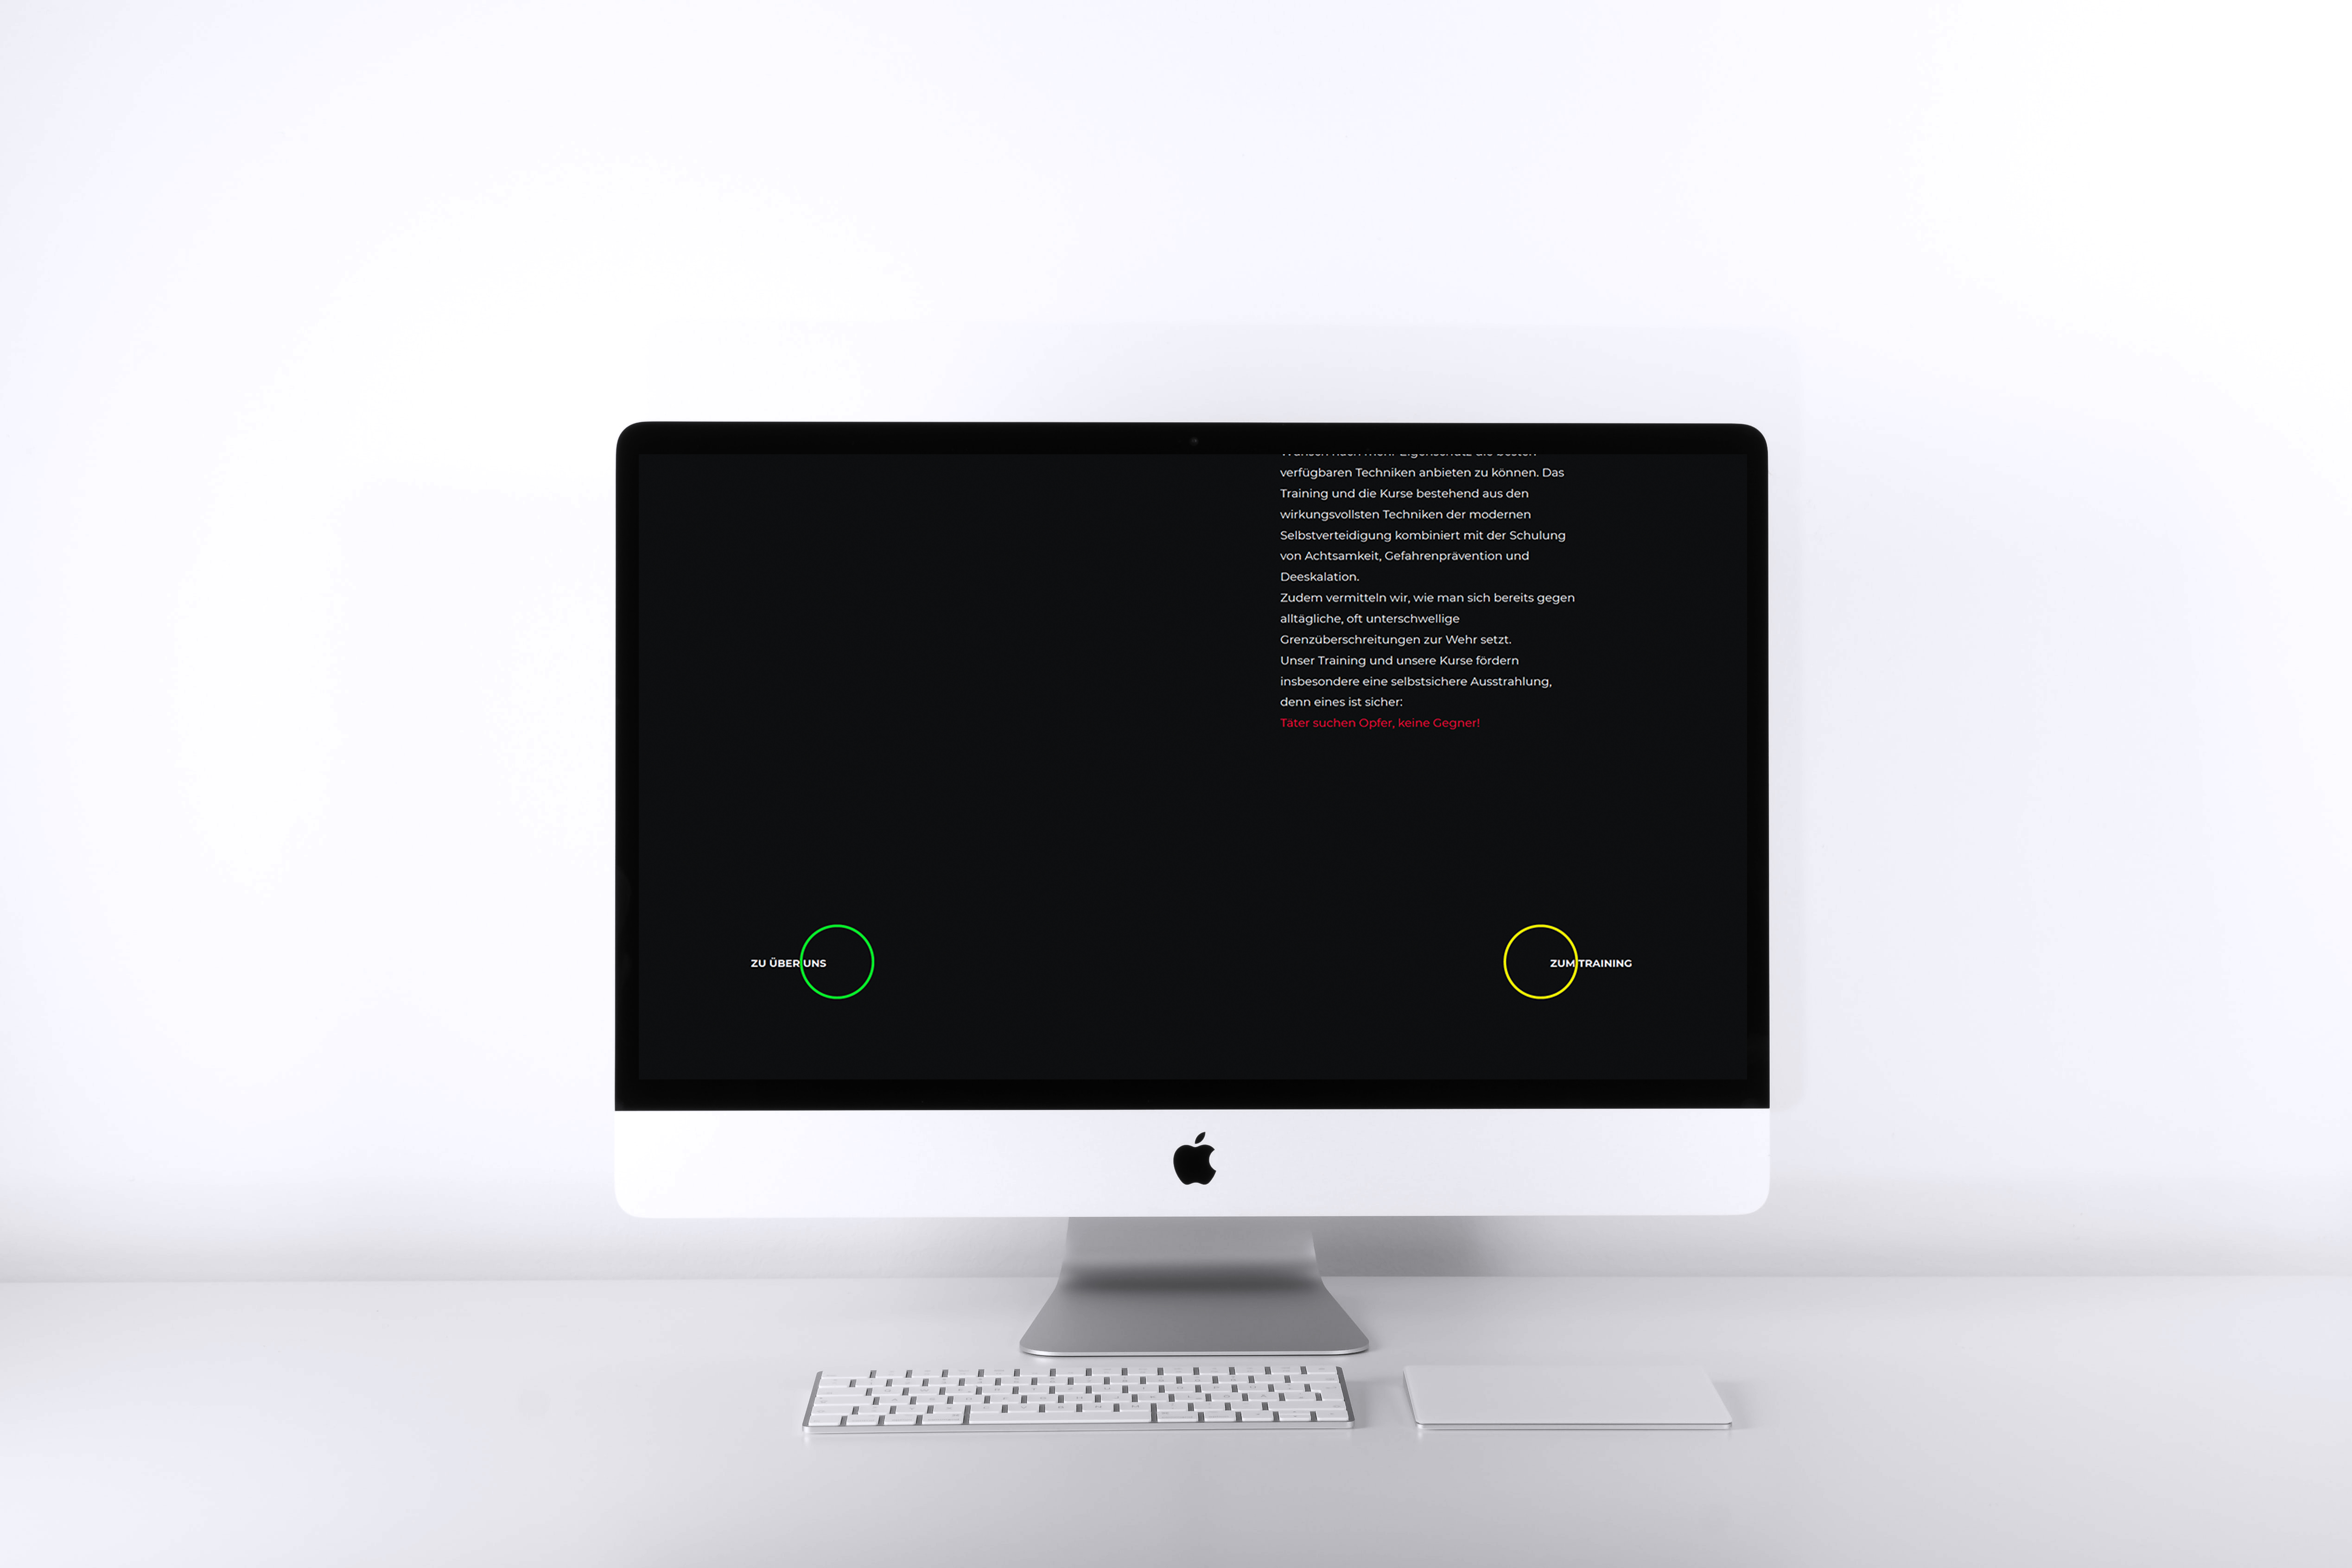 verfügbaren Techniken anbieten zu können. Das
Training und die Kurse bestehend aus den
wirkungsvollsten Techniken der modernen
Selbstverteidigung kombiniert mit der Schulung
von Achtsamkeit, Gefahrenprävention und
Deeskalation.
Zudem vermitteln wir, wie man sich bereits gegen
alltägliche, oft unterschwellige
Grenzüberschreitungen zur Wehr setzt.
Unser Training und unsere Kurse fördern
insbesondere eine selbstsichere Ausstrahlung,
denn eines ist sicher:
Täter suchen Opfer, keine Gegner!
ZU ÜBER UNS
ZUM TRAINING